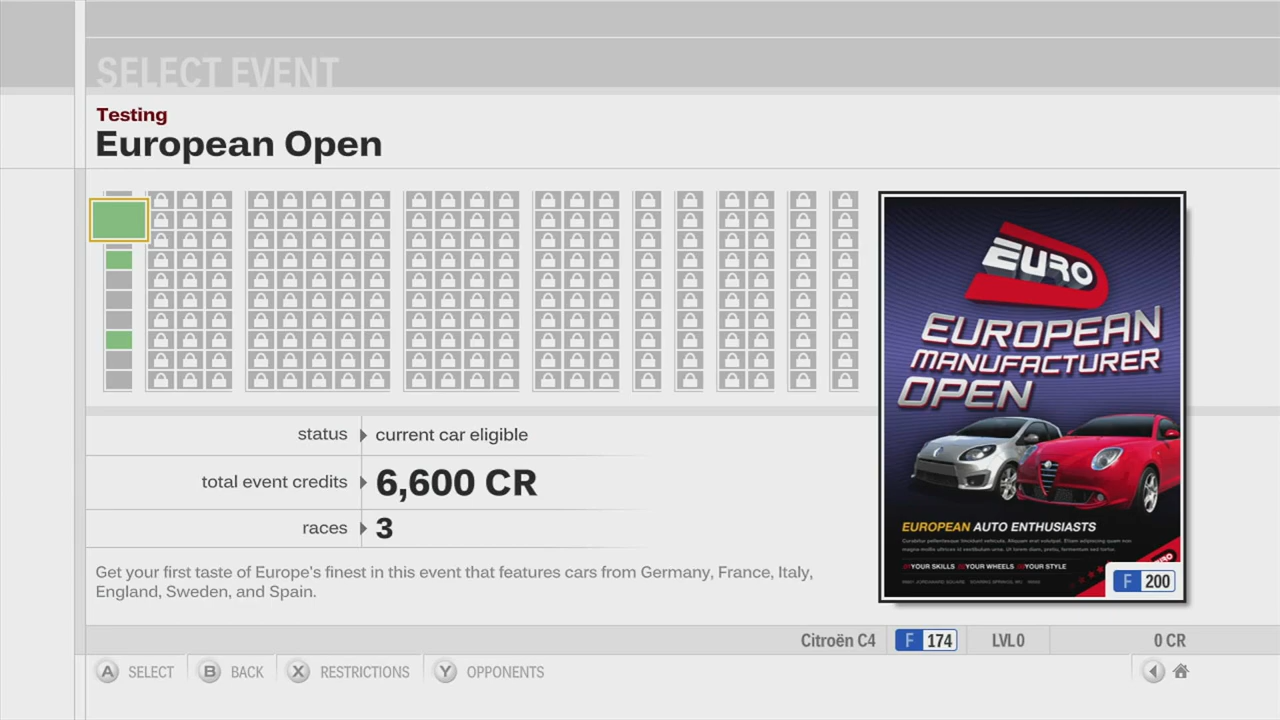 SELECT EVENT
Testing
European Open
EURO
EUROPEAN
MANUFACTURER
OPEN
EUROPEAN AUTO ENTHUSIASTS
YOUR SKILLS
YOUR WHEELS
YOUR STYLE
F 200
status
current car eligible
total event credits
6,600 CR
races
3
Get your first taste of Europe's finest in this event that features cars from Germany, France, Italy,
England, Sweden, and Spain.
Citroën C4
F 174
LVL0
0 CR
A SELECT
B BACK
X RESTRICTIONS
Y OPPONENTS